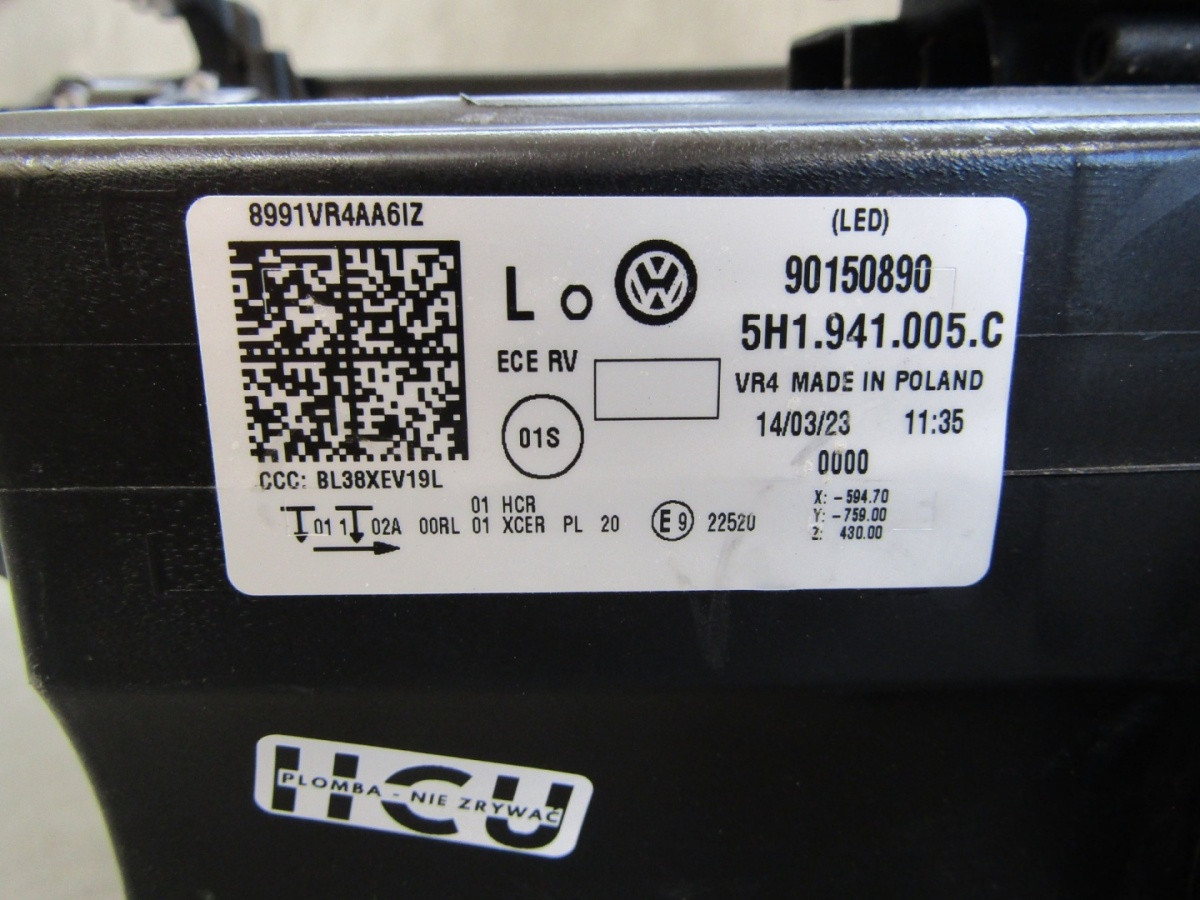 8991VR4AA6IZ
(LED)
L o
90150890
5H1.941.005.C
ECE RV
VR4 MADE IN POLAND
01S
14/03/23 11:35
0000
CCC: BL38XEV19L
01 HCR
01 1 02A 00RL 01 XCER PL 20 E9 22520
X: -594.70
Y: -759.00
Z: 430.00
HCU
PLOMBA - NIE ZRYWAĆ